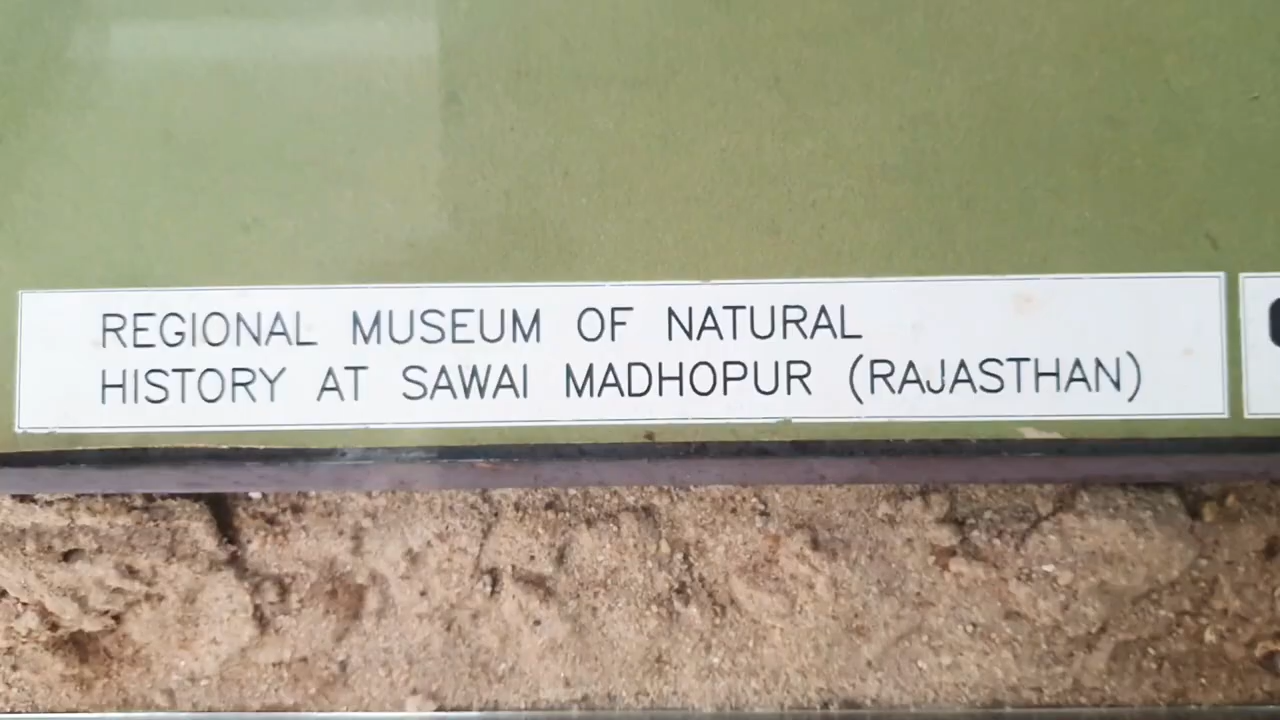 REGIONAL MUSEUM OF NATURAL
HISTORY AT SAWAI MADHOPUR (RAJASTHAN)